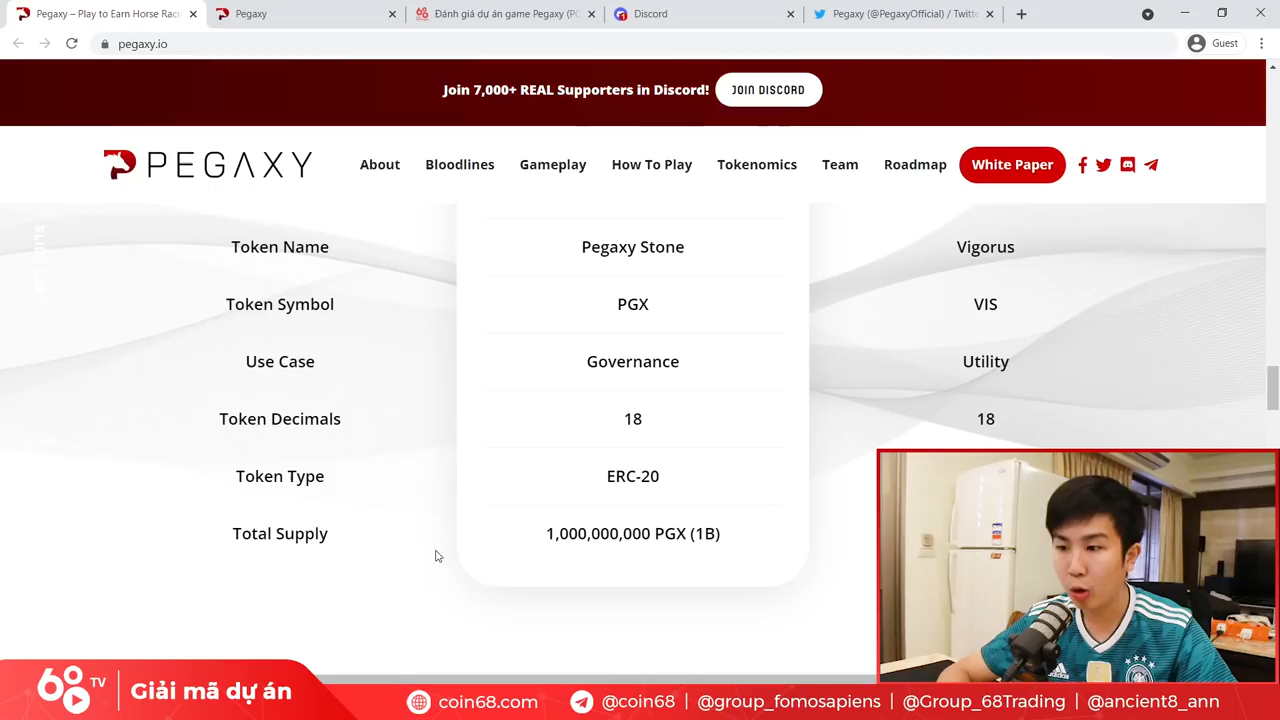 Pegaxy – Play to Earn Horse Raci
Pegaxy
Đánh giá dự án game Pegaxy (PG
Discord
Pegaxy (@PegaxyOfficial) / Twitte
pegaxy.io
Guest
Join 7,000+ REAL Supporters in Discord!
JOIN DISCORD
PEGAXY
About
Bloodlines
Gameplay
How To Play
Tokenomics
Team
Roadmap
White Paper
Token Name Pegaxy Stone Vigorus
Token Symbol PGX VIS
Use Case Governance Utility
Token Decimals 18 18
Token Type ERC-20
Total Supply 1,000,000,000 PGX (1B)
68 TV
Giải mã dự án
coin68.com
@coin68 | @group_fomosapiens | @Group_68Trading | @ancient8_ann